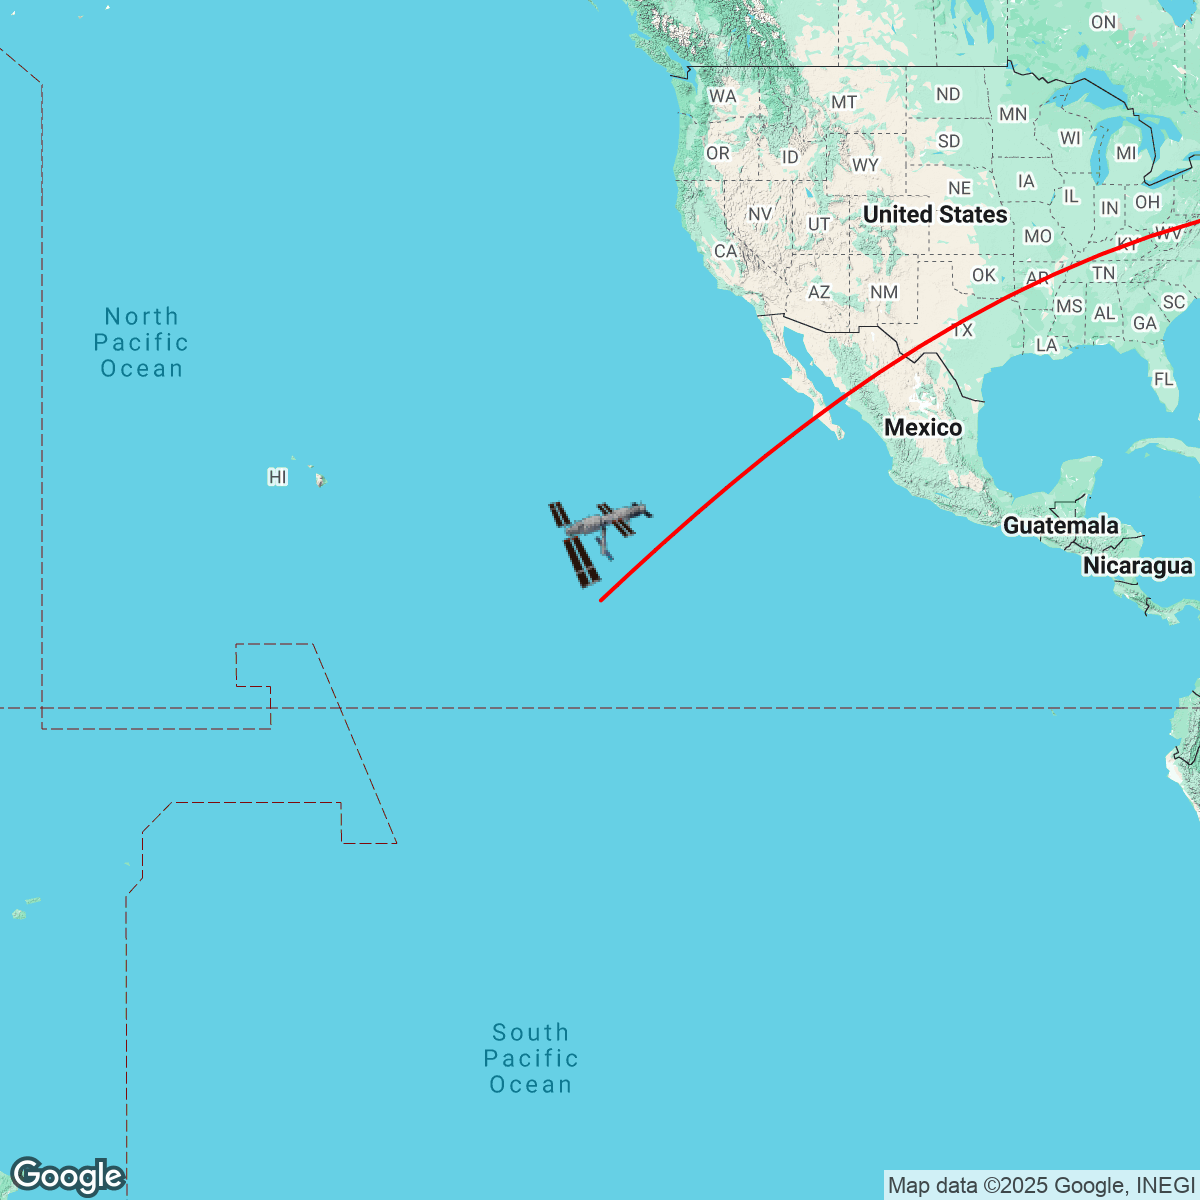 ON
WA
MT
ND
MN
OR
ID
SD
WI
MI
WY
NE
IA
IL
IN
OH
NV
UT
United States
MO
KY
WV
CA
AZ
NM
OK
AR
TN
MS
AL
SC
GA
TX
LA
FL
North
Pacific
Ocean
HI
Mexico
Guatemala
Nicaragua
South
Pacific
Ocean
Google
Map data ©2025 Google, INEGI